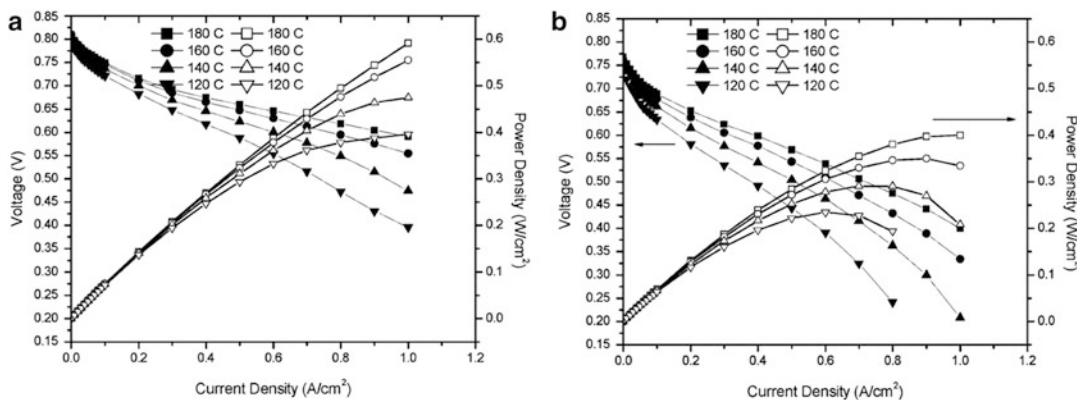 a
180 C 180 C
160 C 160 C
140 C 140 C
120 C 120 C
0.85
0.80
0.75
0.70
0.65
0.60
0.55
0.50
0.45
0.40
0.35
0.30
0.25
0.20
0.15
Voltage (V)
0.0 0.2 0.4 0.6 0.8 1.0 1.2
Current Density (A/cm²)
0.6
0.5
0.4
0.3
0.2
0.1
0.0
Power Density (W/cm²)
b
180 C 180 C
160 C 160 C
140 C 140 C
120 C 120 C
0.85
0.80
0.75
0.70
0.65
0.60
0.55
0.50
0.45
0.40
0.35
0.30
0.25
0.20
0.15
Voltage (V)
0.0 0.2 0.4 0.6 0.8 1.0 1.2
Current Density (A/cm²)
0.6
0.5
0.4
0.3
0.2
0.1
0.0
Power Density (W/cm²)